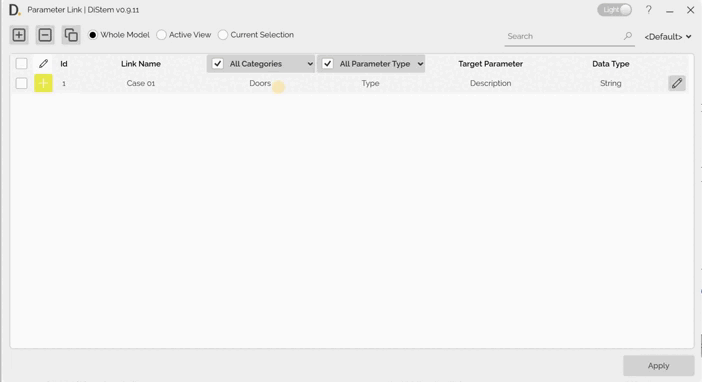 D. Parameter Link | DiStem v0.9.11 Light ?
Whole Model Active View Current Selection Search <Default>
Id Link Name All Categories All Parameter Type Target Parameter Data Type
1 Case 01 Doors Type Description String
Apply